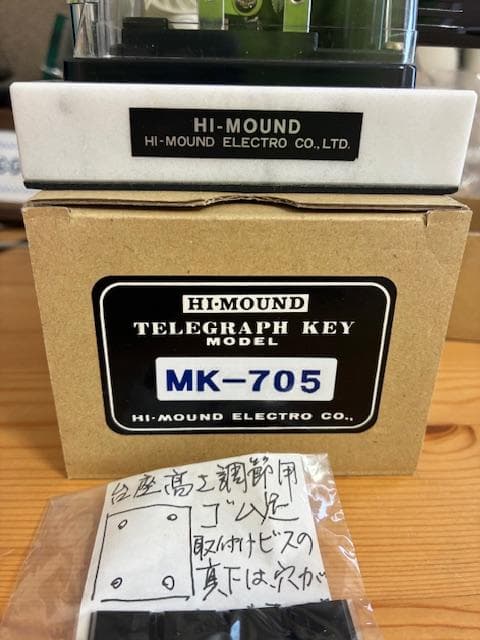 HI-MOUND
HI-MOUND ELECTRO CO., LTD.
HI-MOUND
TELEGRAPH KEY
MODEL
MK-705
HI-MOUND ELECTRO CO.,
台座高さ調節用
ゴム足
取付けビスの
真下は、穴が